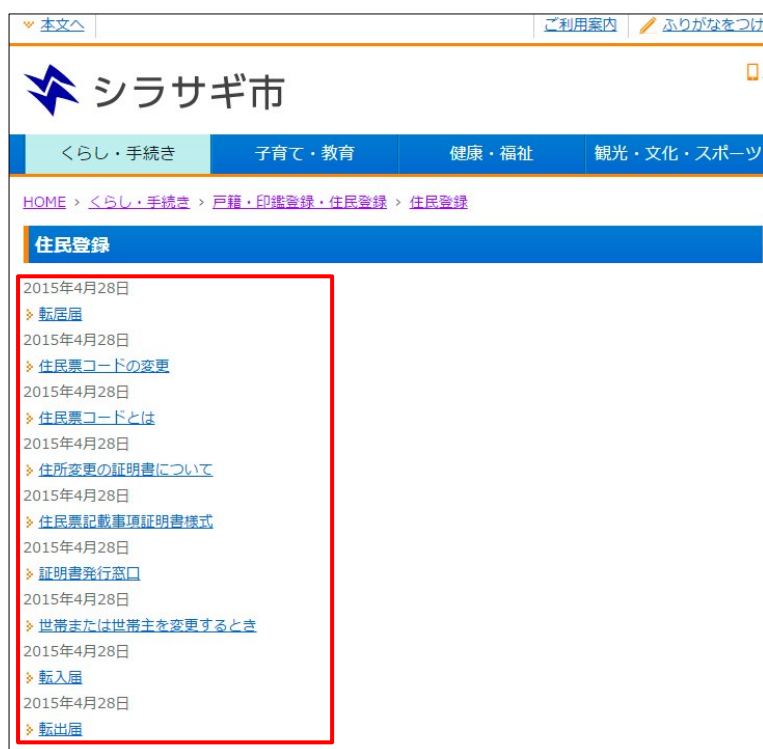 本文へ
ご利用案内 ふりがなをつけ
シラサギ市
くらし・手続き 子育て・教育 健康・福祉 観光・文化・スポーツ
HOME > くらし・手続き > 戸籍・印鑑登録・住民登録 > 住民登録
住民登録
2015年4月28日
転居届
2015年4月28日
住民票コードの変更
2015年4月28日
住民票コードとは
2015年4月28日
住所変更の証明書について
2015年4月28日
住民票記載事項証明書様式
2015年4月28日
証明書発行窓口
2015年4月28日
世帯または世帯主を変更するとき
2015年4月28日
転入届
2015年4月28日
転出届